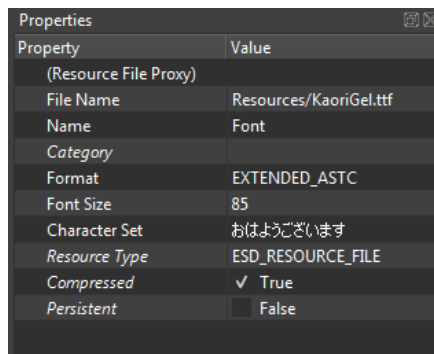 Properties
Property Value
(Resource File Proxy)
File Name Resources/KaoriGel.ttf
Name Font
Category
Format EXTENDED_ASTC
Font Size 85
Character Set おはようございます
Resource Type ESD_RESOURCE_FILE
Compressed ✓ True
Persistent False